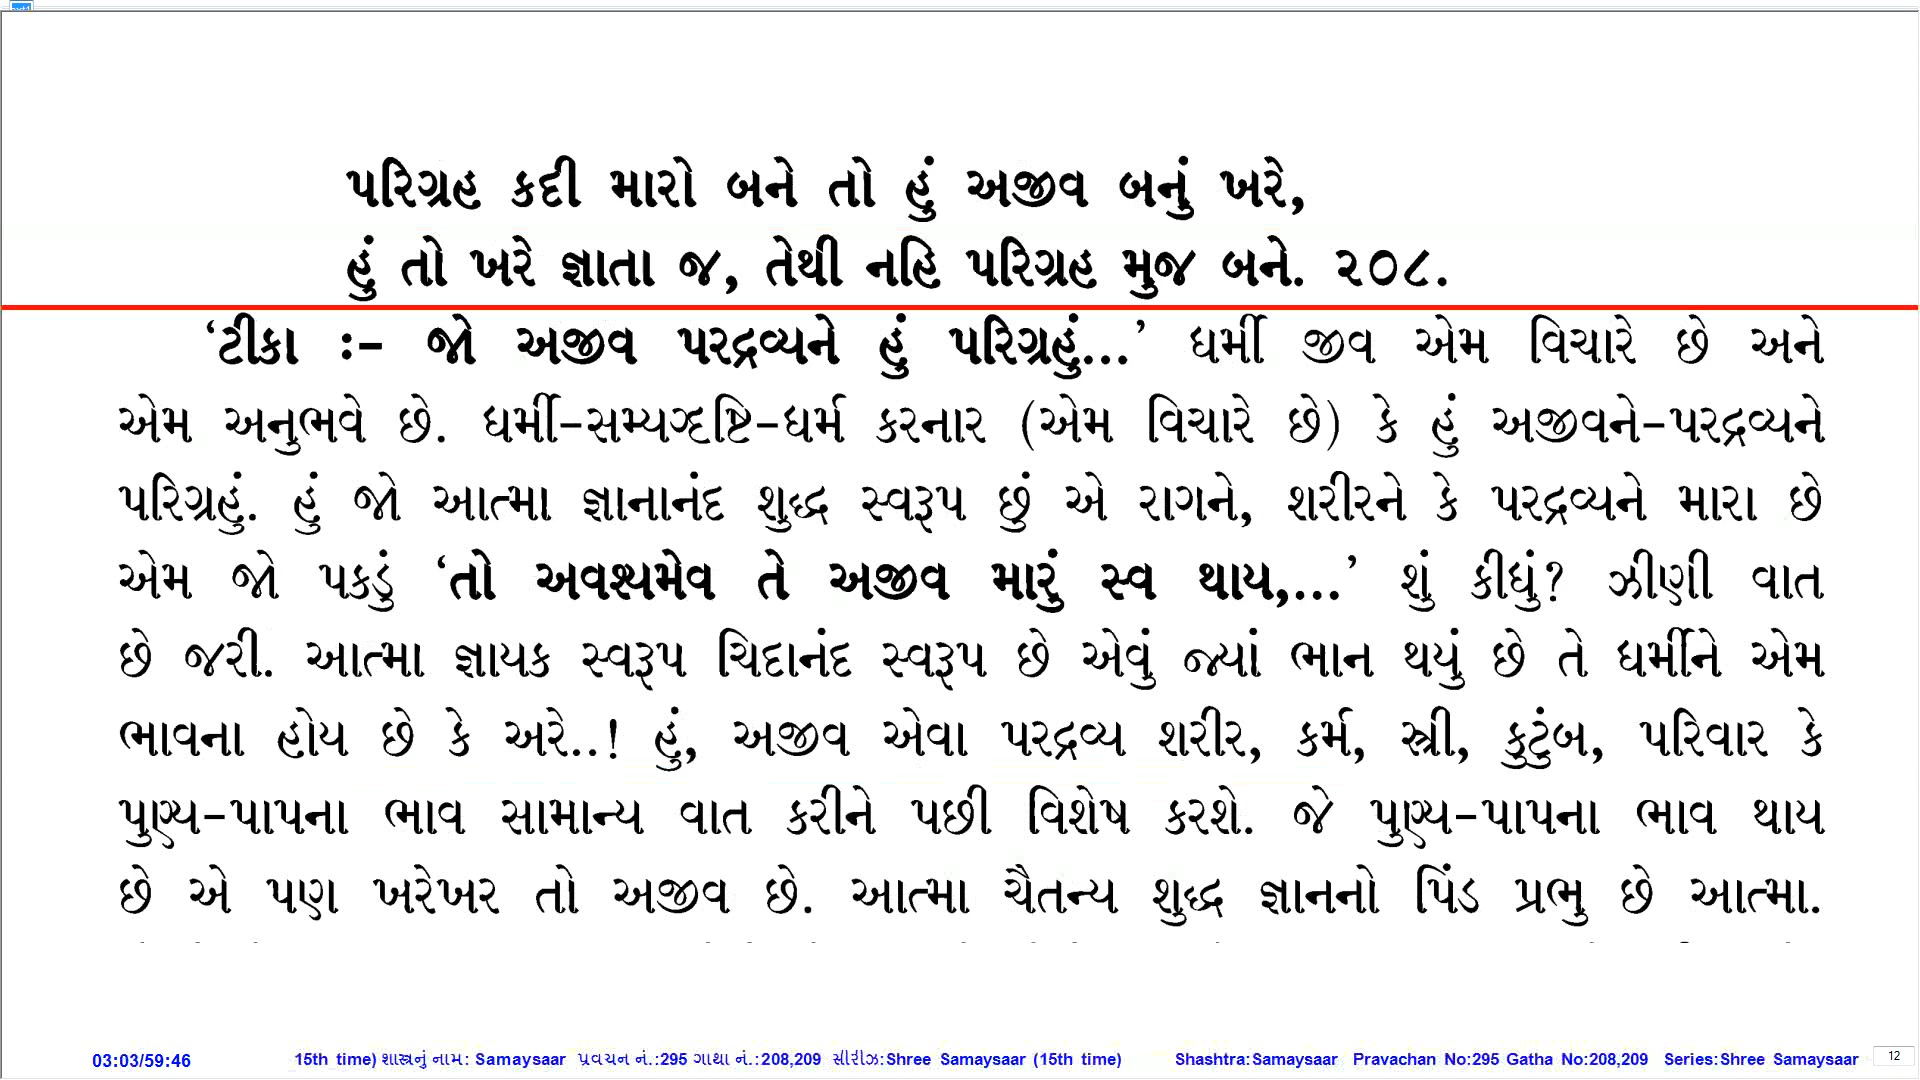 પરિગ્રહ કદી મારો બને તો હું અજીવ બનું ખરે,
હું તો ખરે જ્ઞાતા જ, તેથી નહિ પરિગ્રહ મુજ બને. ૨૦૮.
‘ટીકા :- જો અજીવ પરદ્રવ્યને હું પરિગ્રહું...’ ધર્મી જીવ એમ વિચારે છે અને
એમ અનુભવે છે. ધર્મી-સમ્યગ્દૃષ્ટિ-ધર્મ કરનાર (એમ વિચારે છે) કે હું અજીવને-પરદ્રવ્યને
પરિગ્રહું. હું જો આત્મા જ્ઞાનાનંદ શુદ્ધ સ્વરૂપ છું એ રાગને, શરીરને કે પરદ્રવ્યને મારા છે
એમ જો પકડું ‘તો અવશ્યમેવ તે અજીવ મારું સ્વ થાય,...’ શું કીધું? ઝીણી વાત
છે જરી. આત્મા જ્ઞાયક સ્વરૂપ ચિદાનંદ સ્વરૂપ છે એવું જ્યાં ભાન થયું છે તે ધર્મીને એમ
ભાવના હોય છે કે અરે..! હું, અજીવ એવા પરદ્રવ્ય શરીર, કર્મ, સ્ત્રી, કુટુંબ, પરિવાર કે
પુણ્ય-પાપના ભાવ સામાન્ય વાત કરીને પછી વિશેષ કરશે. જે પુણ્ય-પાપના ભાવ થાય
છે એ પણ ખરેખર તો અજીવ છે. આત્મા ચૈતન્ય શુદ્ધ જ્ઞાનનો પિંડ પ્રભુ છે આત્મા.
03:03/59:46 15th time) શાસ્ત્રનું નામ: Samaysaar પ્રવચન નં.:295 ગાથા નં.:208,209 સીરીઝ:Shree Samaysaar (15th time) Shashtra:Samaysaar Pravachan No:295 Gatha No:208,209 Series:Shree Samaysaar 12